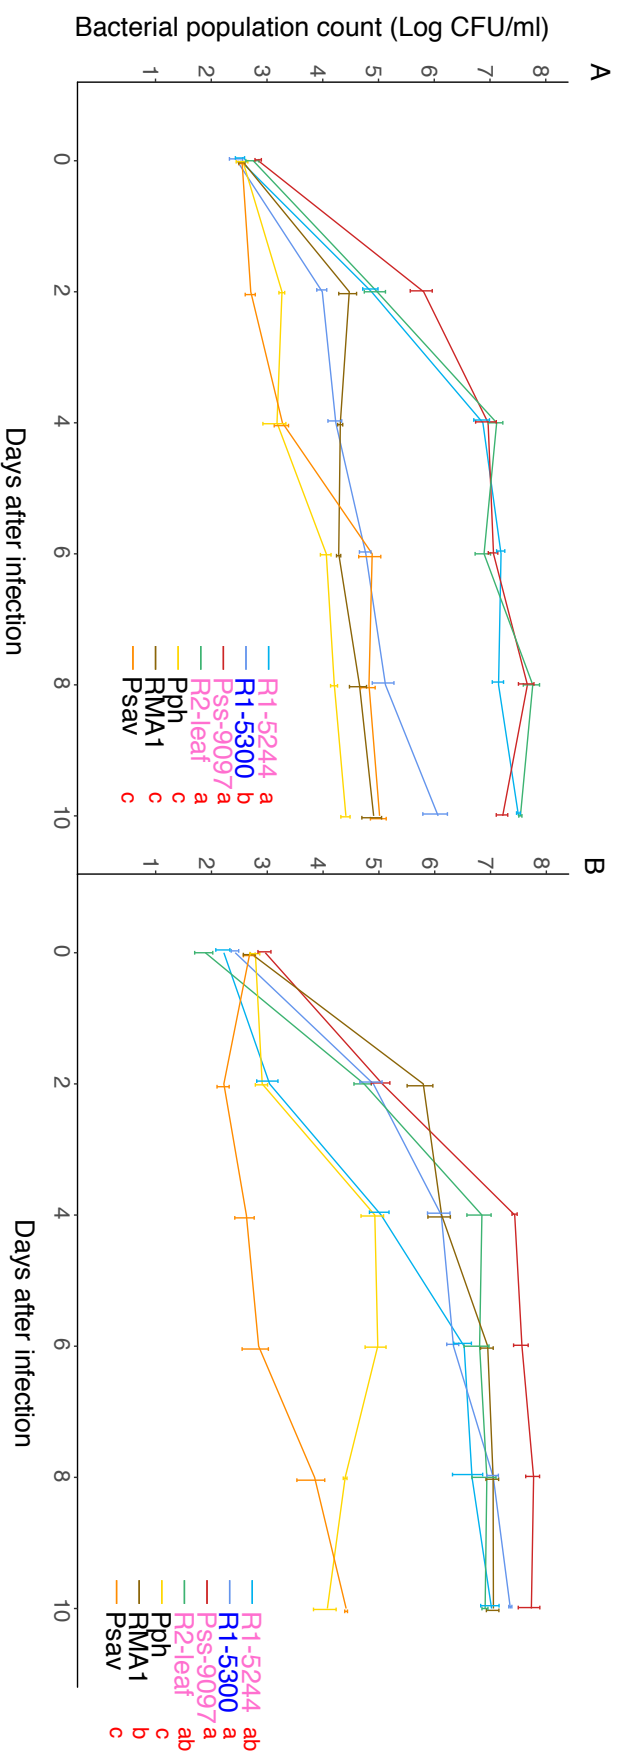 Bacterial population count (Log CFU/ml)
A
8
7
6
5
4
3
2
1
0
2
4
6
8
10
Days after infection
R1-5244 a
R1-5300 b
Pss-9097 a
R2-leaf a
Pph c
RMA1 c
Psav c
B
8
7
6
5
4
3
2
1
0
2
4
6
8
10
Days after infection
R1-5244 ab
R1-5300 a
Pss-9097 a
R2-leaf ab
Pph c
RMA1 b
Psav c